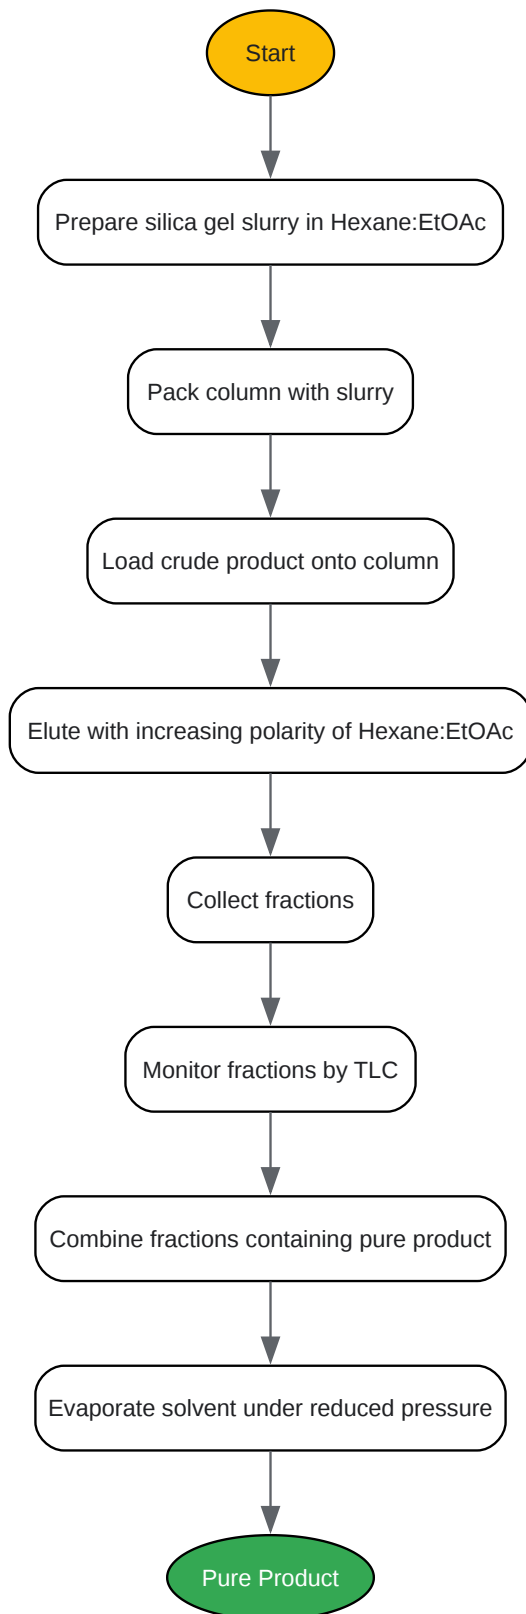 Start
Prepare silica gel slurry in Hexane:EtOAc
Pack column with slurry
Load crude product onto column
Elute with increasing polarity of Hexane:EtOAc
Collect fractions
Monitor fractions by TLC
Combine fractions containing pure product
Evaporate solvent under reduced pressure
Pure Product